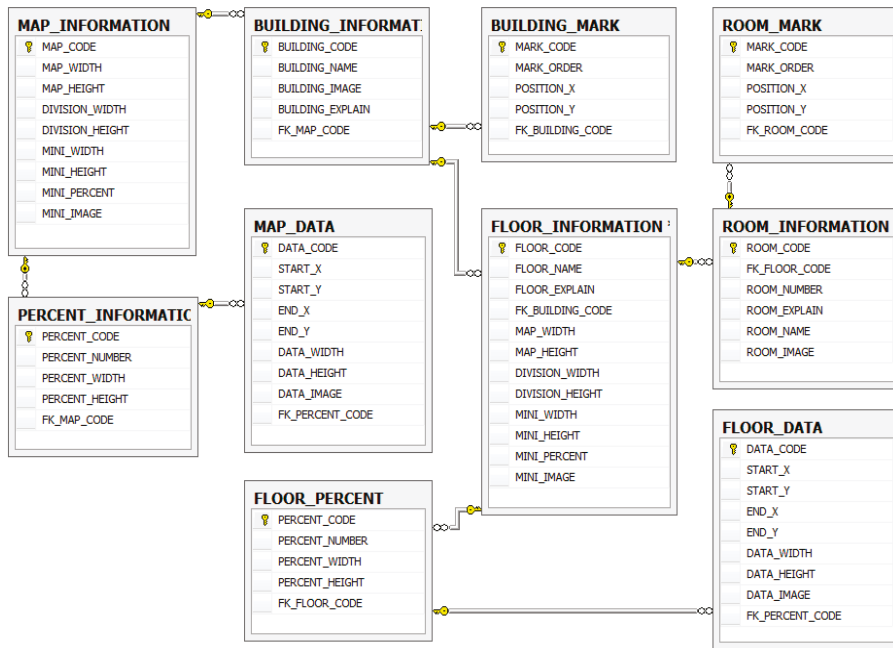 MAP_INFORMATION
MAP_CODE
MAP_WIDTH
MAP_HEIGHT
DIVISION_WIDTH
DIVISION_HEIGHT
MINI_WIDTH
MINI_HEIGHT
MINI_PERCENT
MINI_IMAGE
BUILDING_INFORMATI
BUILDING_CODE
BUILDING_NAME
BUILDING_IMAGE
BUILDING_EXPLAIN
FK_MAP_CODE
BUILDING_MARK
MARK_CODE
MARK_ORDER
POSITION_X
POSITION_Y
FK_BUILDING_CODE
ROOM_MARK
MARK_CODE
MARK_ORDER
POSITION_X
POSITION_Y
FK_ROOM_CODE
PERCENT_INFORMATIC
PERCENT_CODE
PERCENT_NUMBER
PERCENT_WIDTH
PERCENT_HEIGHT
FK_MAP_CODE
MAP_DATA
DATA_CODE
START_X
START_Y
END_X
END_Y
DATA_WIDTH
DATA_HEIGHT
DATA_IMAGE
FK_PERCENT_CODE
FLOOR_INFORMATION *
FLOOR_CODE
FLOOR_NAME
FLOOR_EXPLAIN
FK_BUILDING_CODE
MAP_WIDTH
MAP_HEIGHT
DIVISION_WIDTH
DIVISION_HEIGHT
MINI_WIDTH
MINI_HEIGHT
MINI_PERCENT
MINI_IMAGE
ROOM_INFORMATION
ROOM_CODE
FK_FLOOR_CODE
ROOM_NUMBER
ROOM_EXPLAIN
ROOM_NAME
ROOM_IMAGE
FLOOR_PERCENT
PERCENT_CODE
PERCENT_NUMBER
PERCENT_WIDTH
PERCENT_HEIGHT
FK_FLOOR_CODE
FLOOR_DATA
DATA_CODE
START_X
START_Y
END_X
END_Y
DATA_WIDTH
DATA_HEIGHT
DATA_IMAGE
FK_PERCENT_CODE